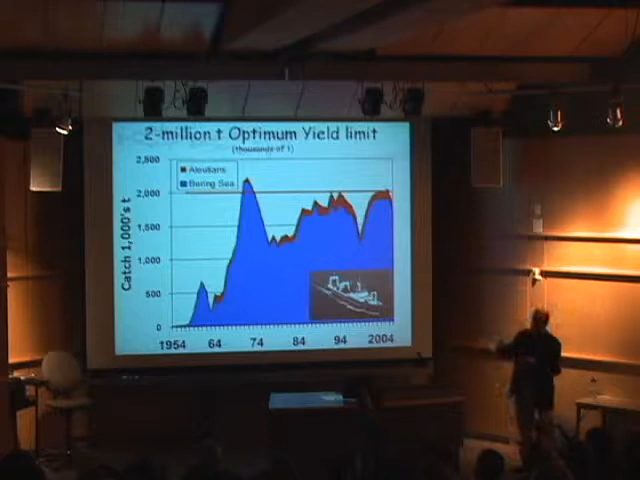 2-million t Optimum Yield limit
(thousands of t)
Catch 1,000's t
2,500
2,000
1,500
1,000
500
0
Aleutians
Bering Sea
1954 64 74 84 94 2004